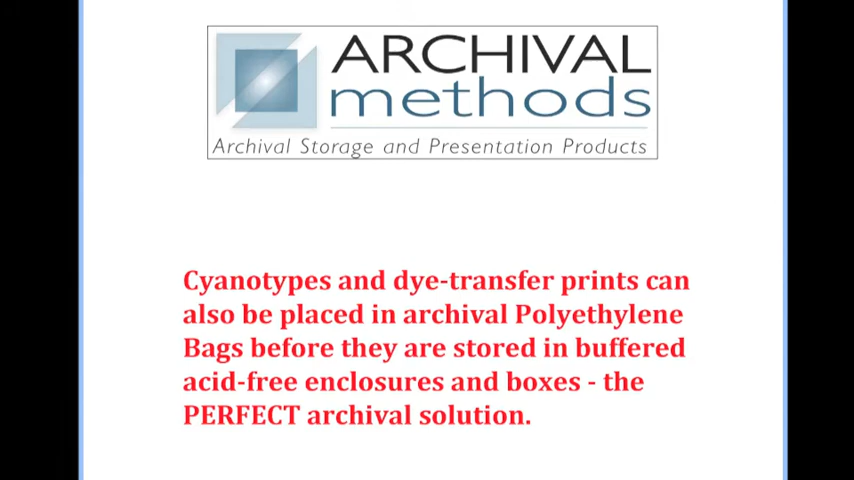 ARCHIVAL
methods
Archival Storage and Presentation Products
Cyanotypes and dye-transfer prints can
also be placed in archival Polyethylene
Bags before they are stored in buffered
acid-free enclosures and boxes - the
PERFECT archival solution.